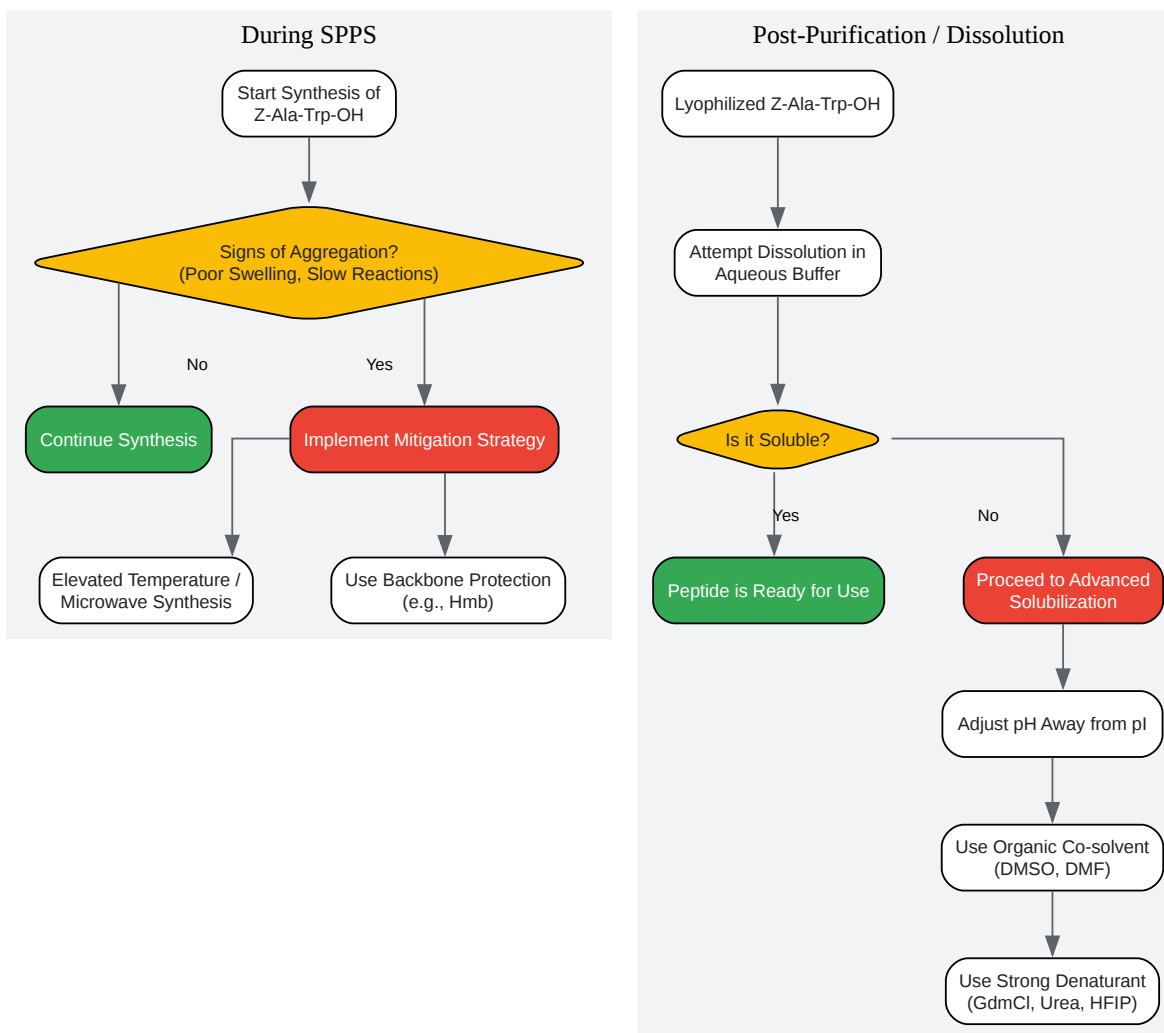 During SPPS
Start Synthesis of
Z-Ala-Trp-OH
Signs of Aggregation?
(Poor Swelling, Slow Reactions)
No
Yes
Continue Synthesis
Implement Mitigation Strategy
Elevated Temperature /
Microwave Synthesis
Use Backbone Protection
(e.g., Hmb)
Post-Purification / Dissolution
Lyophilized Z-Ala-Trp-OH
Attempt Dissolution in
Aqueous Buffer
Is it Soluble?
Yes
No
Peptide is Ready for Use
Proceed to Advanced
Solubilization
Adjust pH Away from pI
Use Organic Co-solvent
(DMSO, DMF)
Use Strong Denaturant
(GdmCl, Urea, HFIP)